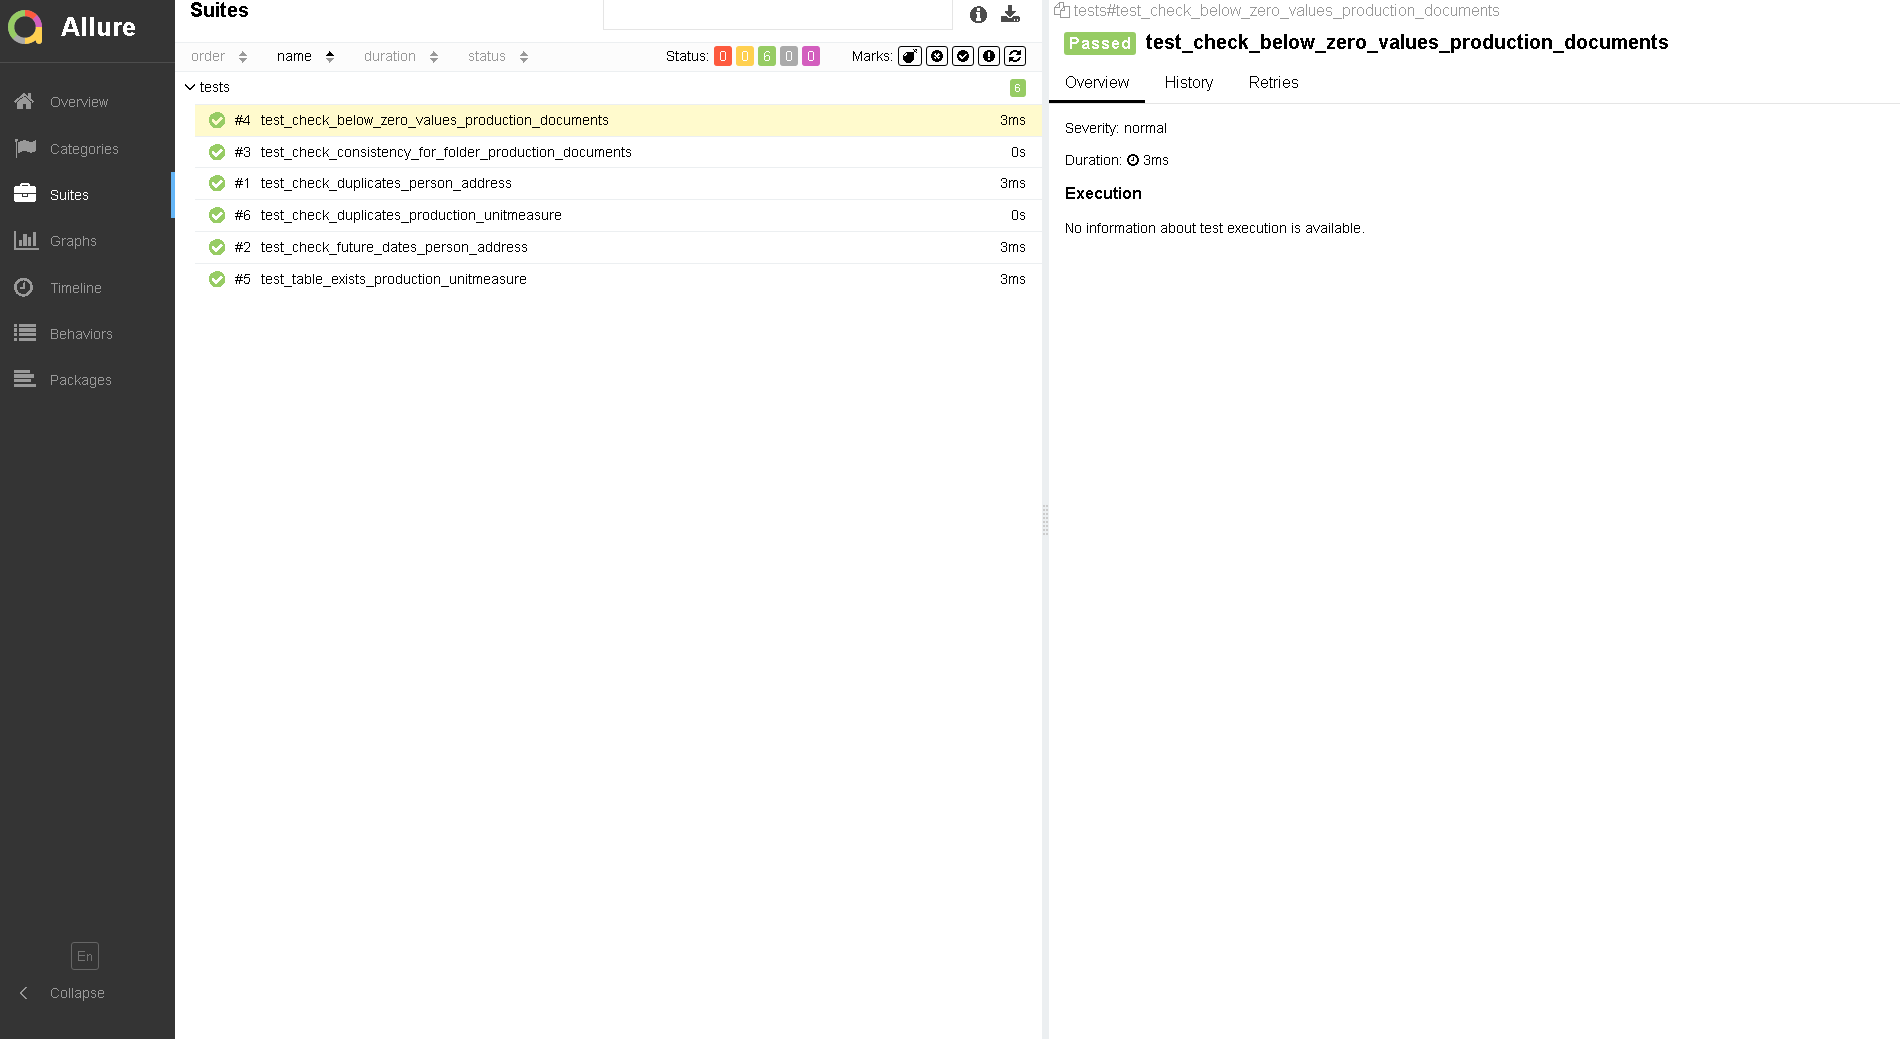 Allure
Overview
Categories
Suites
Graphs
Timeline
Behaviors
Packages
En
Collapse
Suites
order name duration status Status: 0 0 6 0 0 Marks:
tests 6
#4 test_check_below_zero_values_production_documents 3ms
#3 test_check_consistency_for_folder_production_documents 0s
#1 test_check_duplicates_person_address 3ms
#6 test_check_duplicates_production_unitmeasure 0s
#2 test_check_future_dates_person_address 3ms
#5 test_table_exists_production_unitmeasure 3ms
tests#test_check_below_zero_values_production_documents
Passed test_check_below_zero_values_production_documents
Overview History Retries
Severity: normal
Duration: 3ms
Execution
No information about test execution is available.